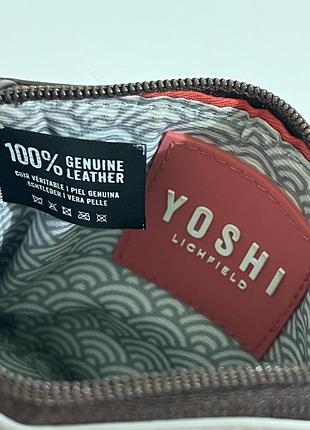 100% GENUINE LEATHER
CUIR VÉRITABLE | PIEL GENUINA
ECHTLEDER | VERA PELLE
YOSHI
LICHFIELD